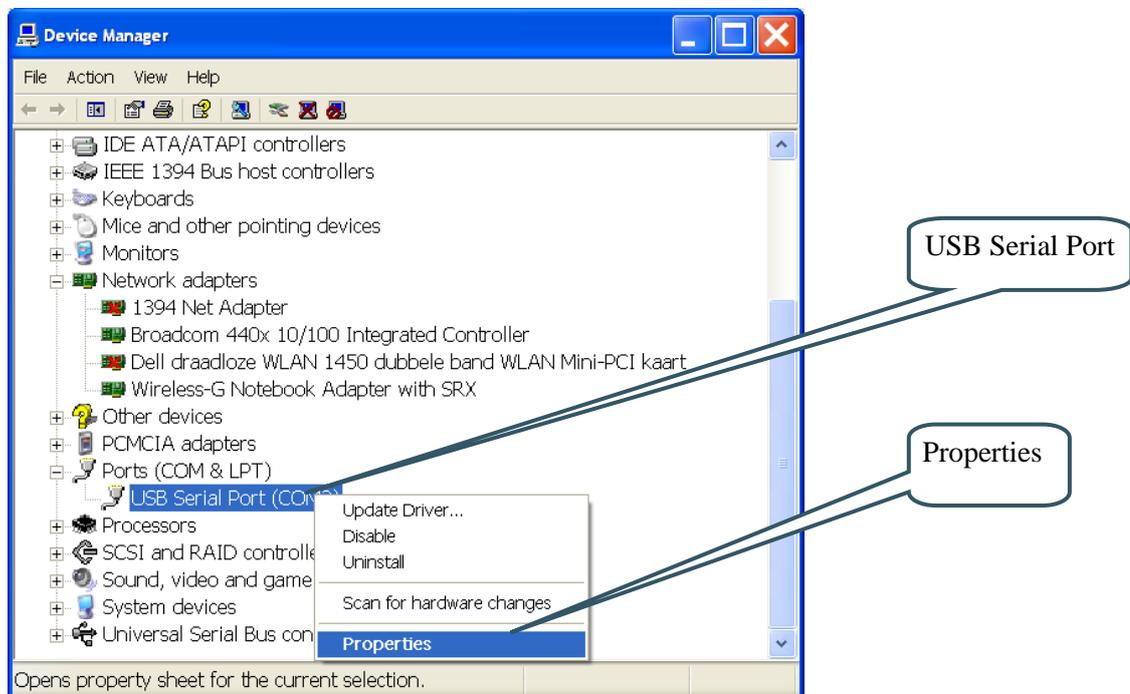 Device Manager
File Action View Help
IDE ATA/ATAPI controllers
IEEE 1394 Bus host controllers
Keyboards
Mice and other pointing devices
Monitors
Network adapters
1394 Net Adapter
Broadcom 440x 10/100 Integrated Controller
Dell draadloze WLAN 1450 dubbele band WLAN Mini-PCI kaart
Wireless-G Notebook Adapter with SRX
Other devices
PCMCIA adapters
Ports (COM & LPT)
USB Serial Port
Processors
SCSI and RAID
Sound, video and game
System devices
Universal Serial Bus
Update Driver...
Disable
Uninstall
Scan for hardware changes
Properties
Opens property sheet for the current selection.
USB Serial Port
Properties